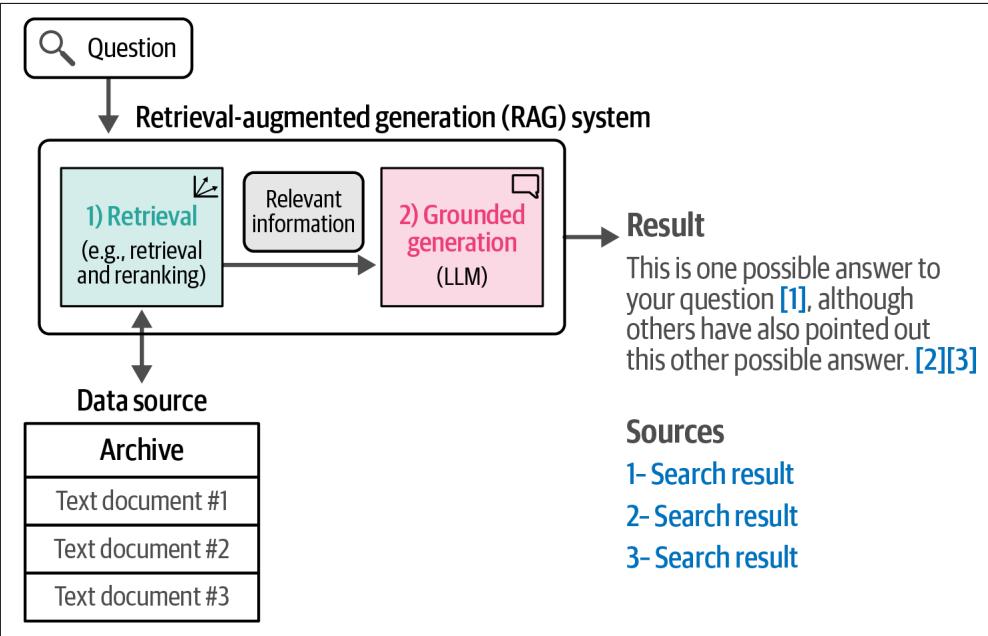 Question
Retrieval-augmented generation (RAG) system
1) Retrieval
(e.g., retrieval
and reranking)
Relevant
information
2) Grounded
generation
(LLM)
Result
This is one possible answer to
your question [1], although
others have also pointed out
this other possible answer. [2][3]
Data source
Archive
Text document #1
Text document #2
Text document #3
Sources
1– Search result
2– Search result
3– Search result